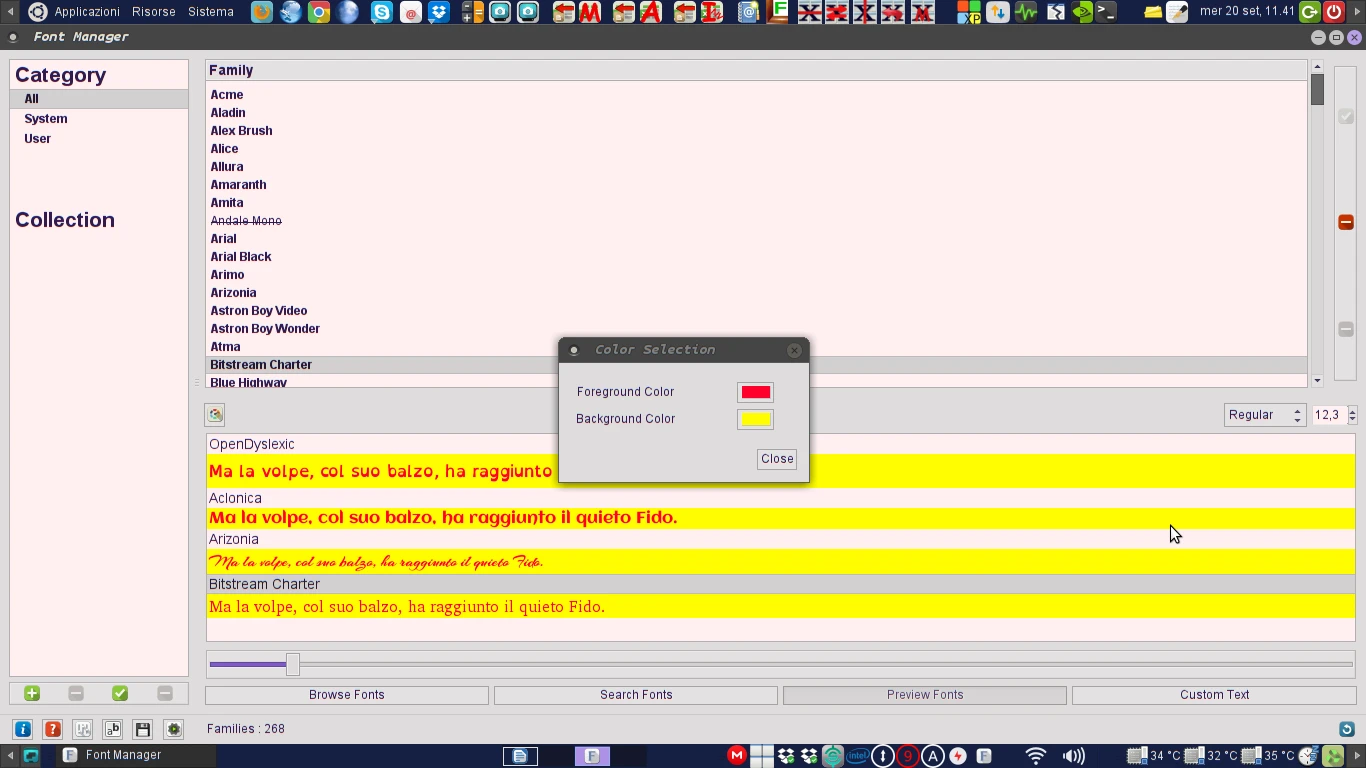 Applicazioni Risorse Sistema XP mer 20 set, 11.41
Font Manager
Category
All
System
User
Collection
Family
Acme
Aladin
Alex Brush
Alice
Allura
Amaranth
Amita
Andale Mono
Arial
Arial Black
Arimo
Arizonia
Astron Boy Video
Astron Boy Wonder
Atma
Bitstream Charter
Blue Highway
Color Selection
Foreground Color
Background Color
Close
Regular 12,3
OpenDyslexic
Ma la volpe, col suo balzo, ha raggiunto
Aclonica
Ma la volpe, col suo balzo, ha raggiunto il quieto Fido.
Arizonia
Ma la volpe, col suo balzo, ha raggiunto il quieto Fido.
Bitstream Charter
Ma la volpe, col suo balzo, ha raggiunto il quieto Fido.
Browse Fonts Search Fonts Preview Fonts Custom Text
Families : 268
Font Manager 34 °C 32 °C 35 °C